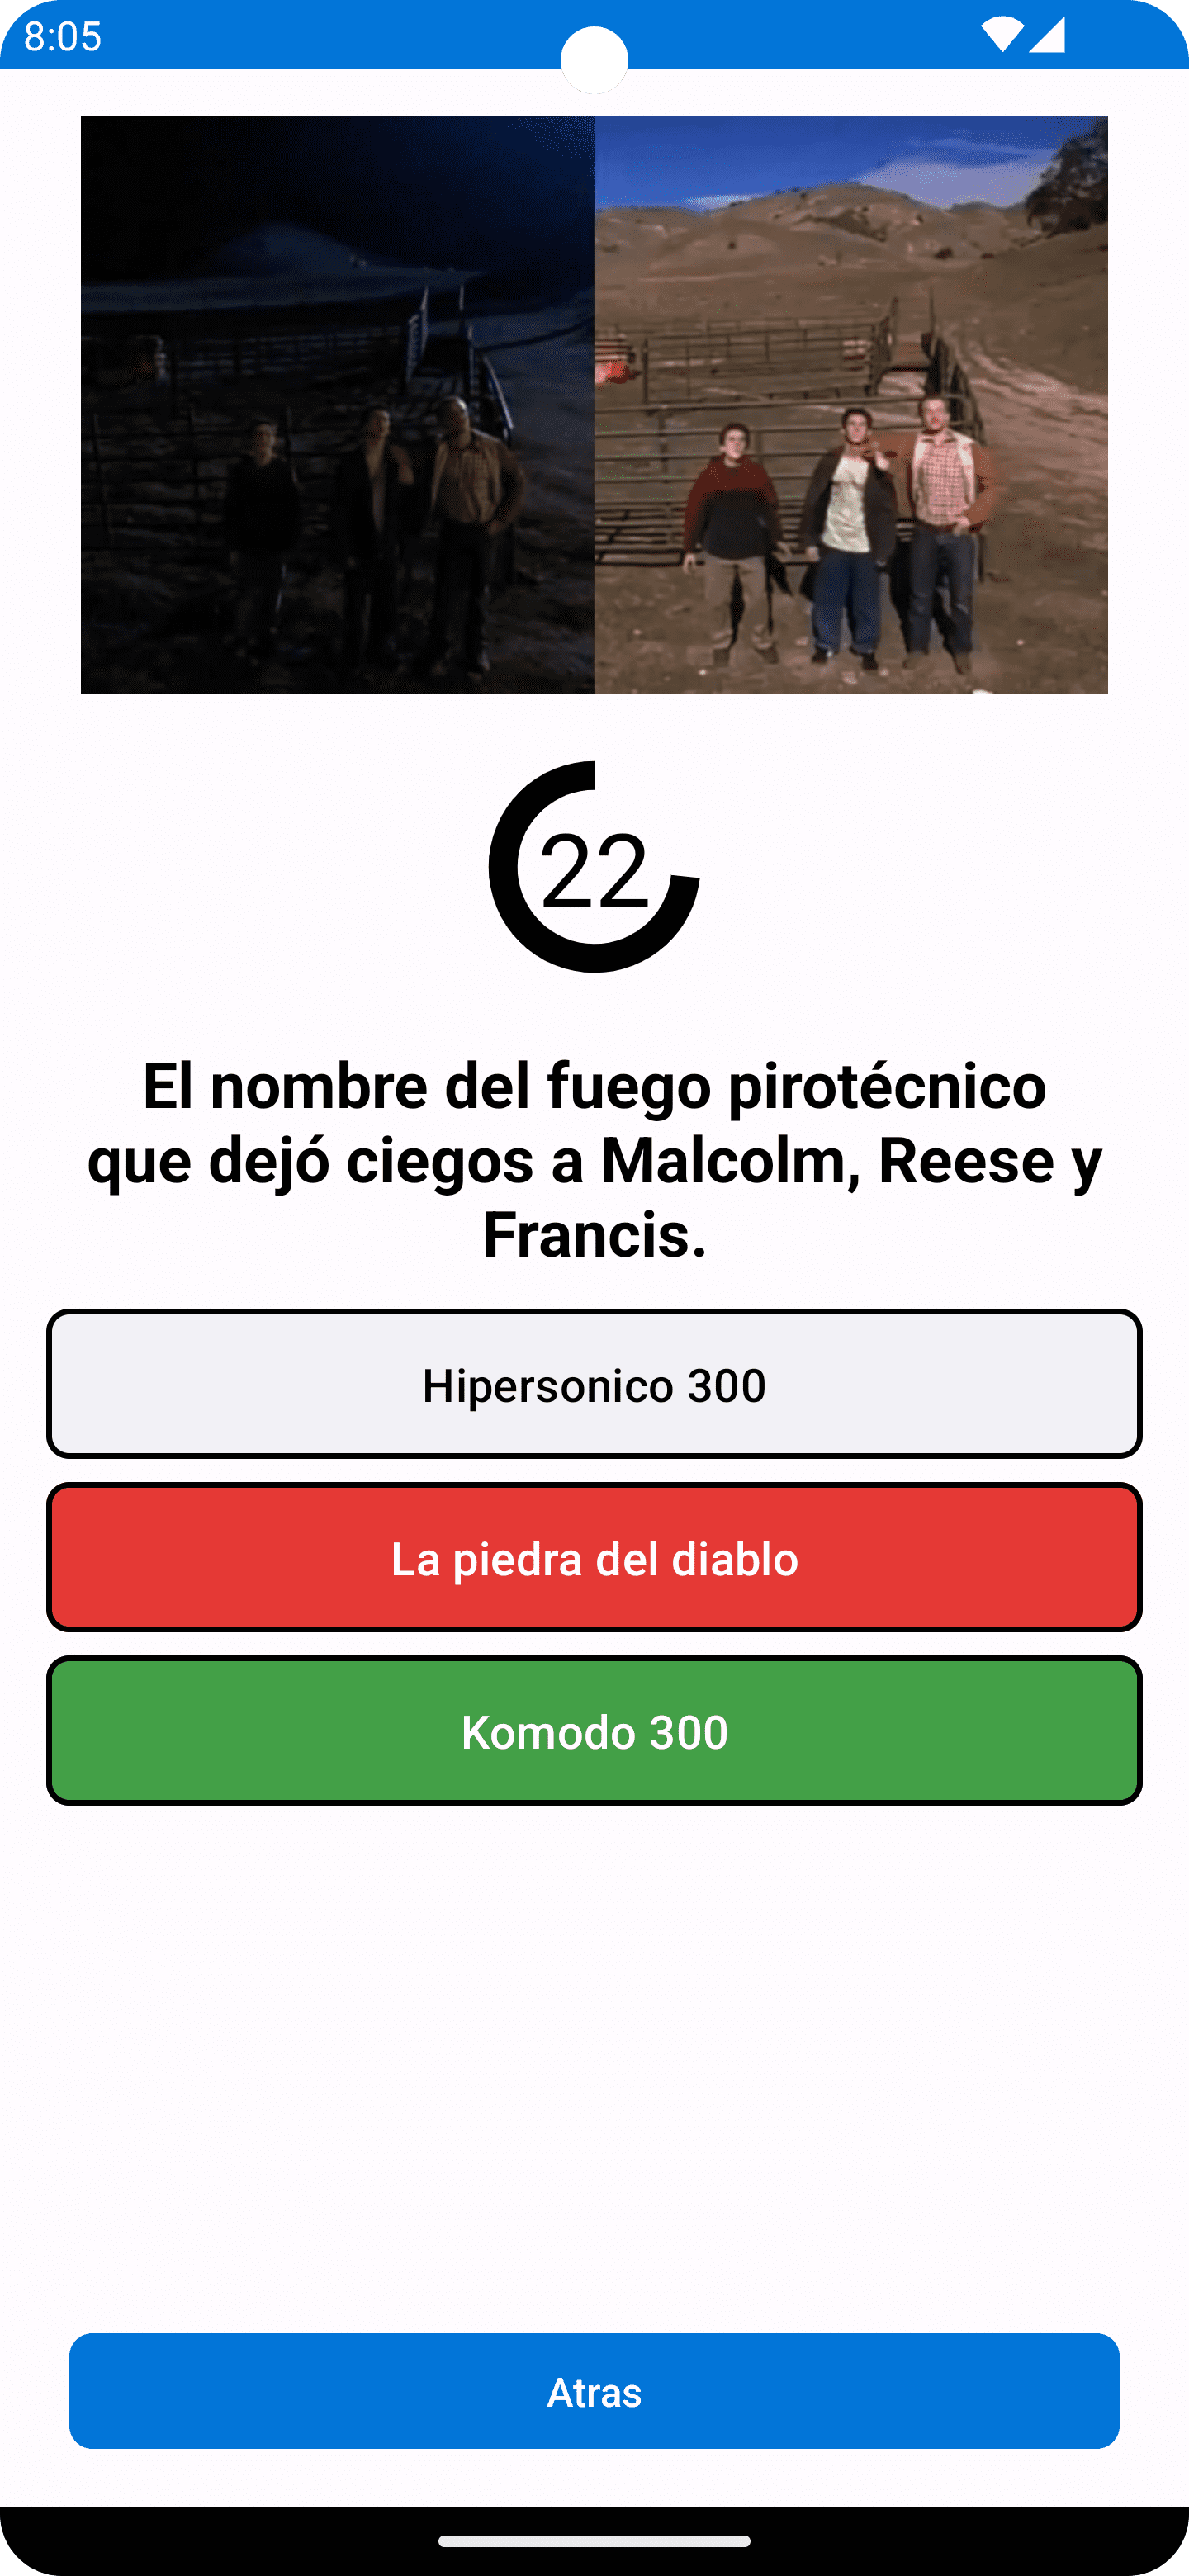 8:05
22
El nombre del fuego pirotécnico
que dejó ciegos a Malcolm, Reese y
Francis.
Hipersonico 300
La piedra del diablo
Komodo 300
Atras